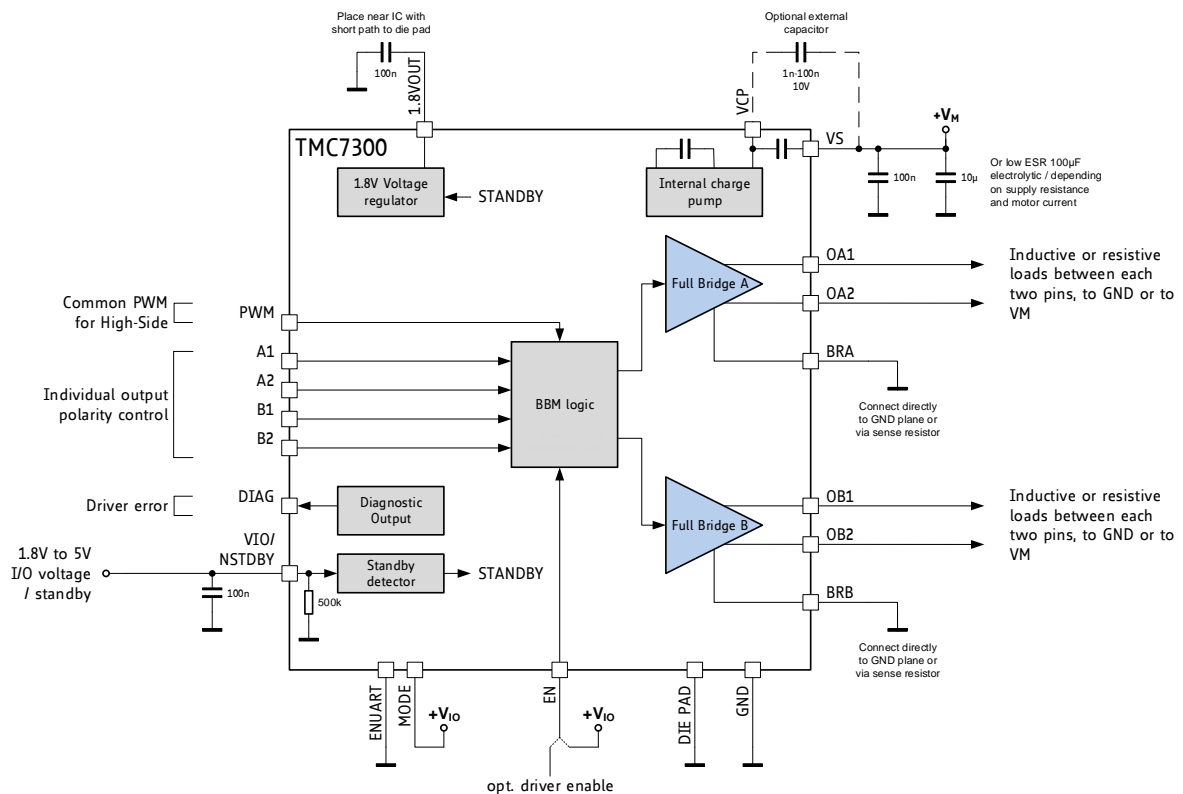 Place near IC with
short path to die pad
100n
1.8VOUT
Optional external
capacitor
1n-100n
10V
VCP
+VM
VS
100n
10µ
Or low ESR 100µF
electrolytic / depending
on supply resistance
and motor current
TMC7300
1.8V Voltage
regulator
STANDBY
Internal charge
pump
Common PWM
for High-Side
PWM
Individual output
polarity control
A1
A2
B1
B2
BBM logic
Full Bridge A
OA1
OA2
BRA
Inductive or resistive
loads between each
two pins, to GND or to
VM
Connect directly
to GND plane or
via sense resistor
Driver error
DIAG
Diagnostic
Output
1.8V to 5V
I/O voltage
/ standby
VIO/
NSTDBY
100n
500k
Standby
detector
STANDBY
Full Bridge B
OB1
OB2
BRB
Inductive or resistive
loads between each
two pins, to GND or to
VM
Connect directly
to GND plane or
via sense resistor
ENUART
MODE
+VIO
EN
+VIO
opt. driver enable
DIE PAD
GND